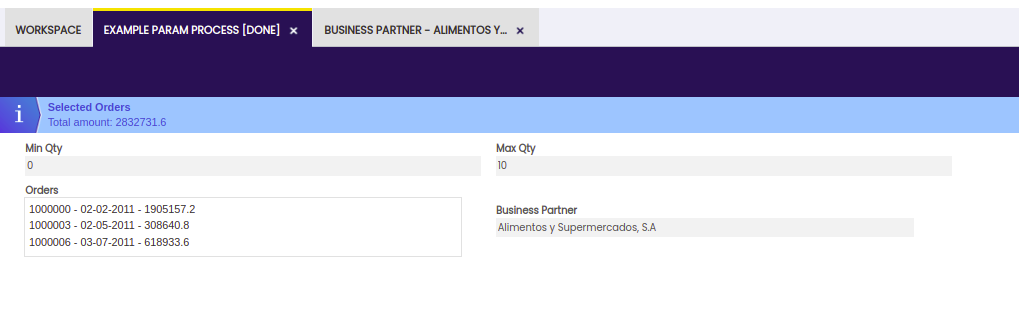 WORKSPACE EXAMPLE PARAM PROCESS [DONE] × BUSINESS PARTNER - ALIMENTOS Y... ×
i
Selected Orders
Total amount: 2832731.6
Min Qty Max Qty
0 10
Orders
1000000 - 02-02-2011 - 1905157.2
1000003 - 02-05-2011 - 308640.8
1000006 - 03-07-2011 - 618933.6
Business Partner
Alimentos y Supermercados, S.A